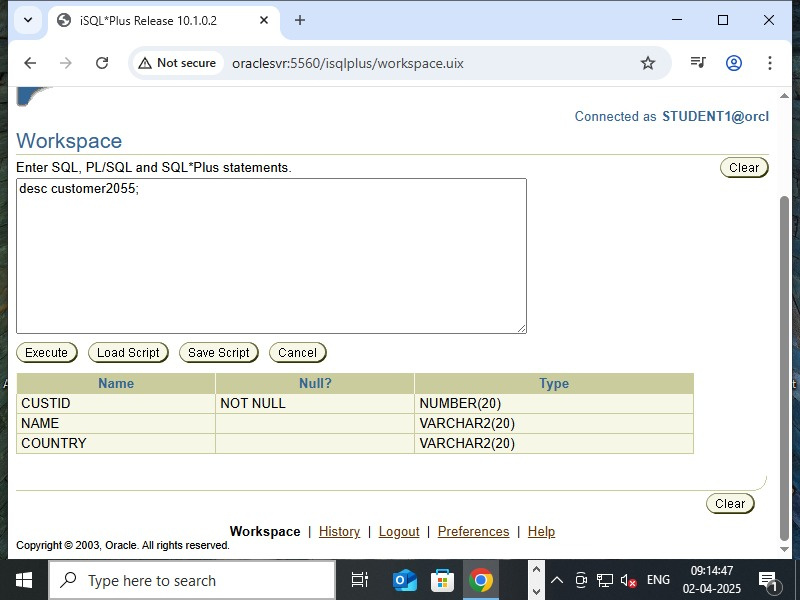 iSQL*Plus Release 10.1.0.2
Not secure oraclesvr:5560/isqlplus/workspace.uix
Connected as STUDENT1@orcl
Workspace
Enter SQL, PL/SQL and SQL*Plus statements.
Clear
desc customer2055;
Execute Load Script Save Script Cancel
Name Null? Type
CUSTID NOT NULL NUMBER(20)
NAME VARCHAR2(20)
COUNTRY VARCHAR2(20)
Clear
Workspace | History | Logout | Preferences | Help
Copyright © 2003, Oracle. All rights reserved.
Type here to search
ENG
09:14:47
02-04-2025
1